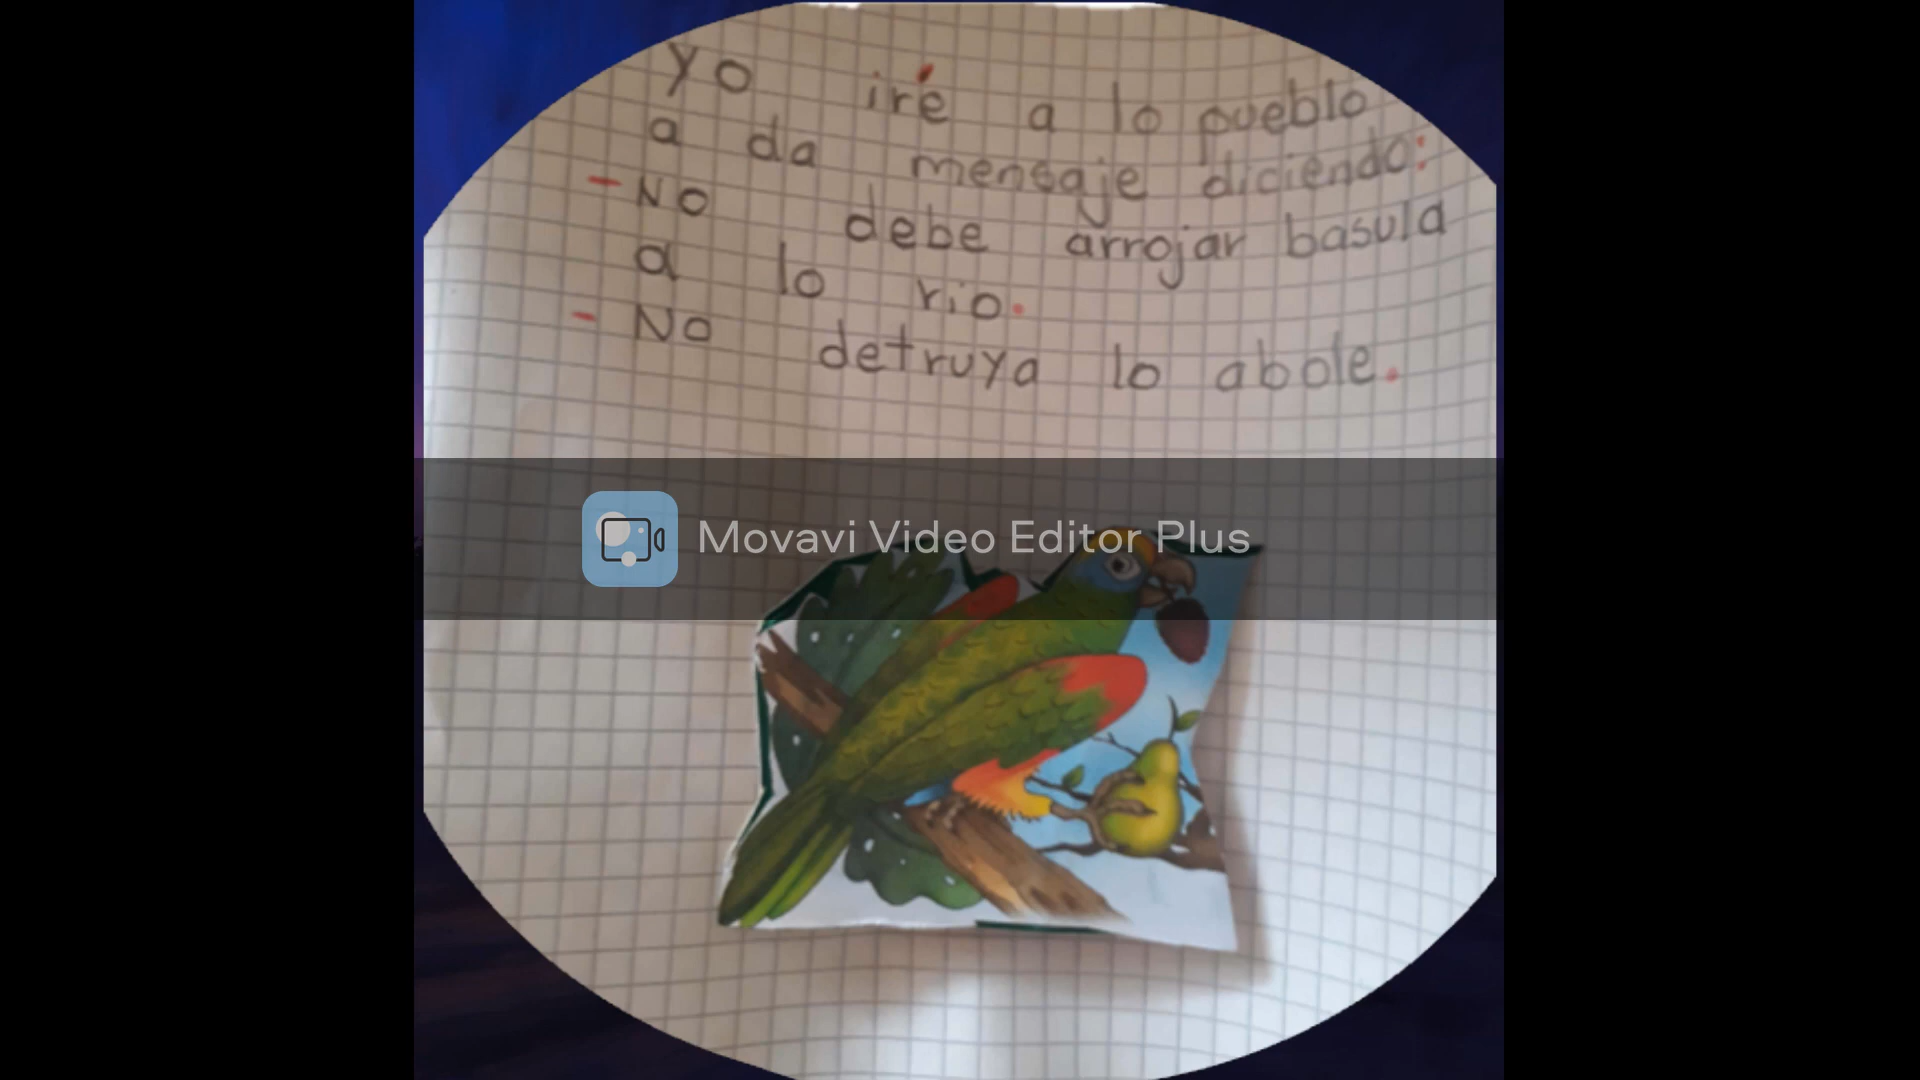 yo iré a lo pueblo
a da mensaje diciendo:
- No debe arrojar basula
a lo rio.
- No detruya lo abole.
Movavi Video Editor Plus